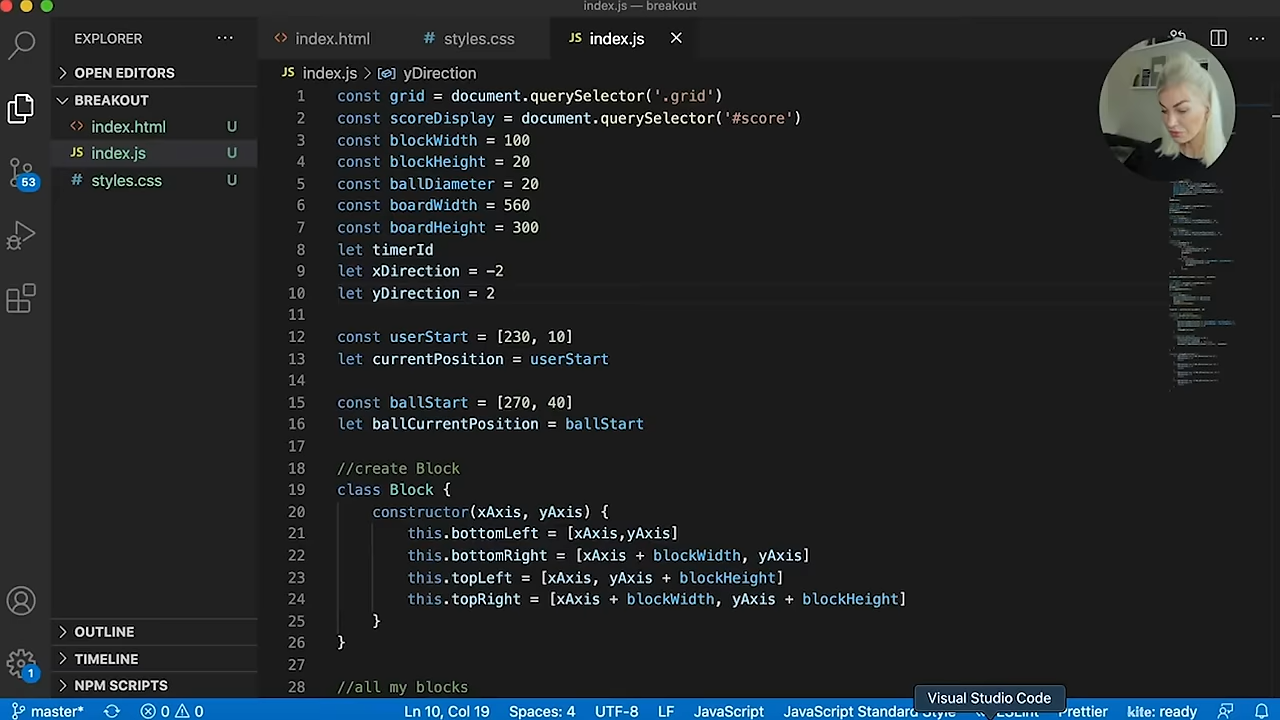 index.js — breakout
EXPLORER
OPEN EDITORS
BREAKOUT
index.html U
index.js U
styles.css U
53
OUTLINE
TIMELINE
NPM SCRIPTS
1
index.html
styles.css
JS index.js
JS index.js > yDirection
1 const grid = document.querySelector('.grid')
2 const scoreDisplay = document.querySelector('#score')
3 const blockWidth = 100
4 const blockHeight = 20
5 const ballDiameter = 20
6 const boardWidth = 560
7 const boardHeight = 300
8 let timerId
9 let xDirection = -2
10 let yDirection = 2
11
12 const userStart = [230, 10]
13 let currentPosition = userStart
14
15 const ballStart = [270, 40]
16 let ballCurrentPosition = ballStart
17
18 //create Block
19 class Block {
20 constructor(xAxis, yAxis) {
21 this.bottomLeft = [xAxis,yAxis]
22 this.bottomRight = [xAxis + blockWidth, yAxis]
23 this.topLeft = [xAxis, yAxis + blockHeight]
24 this.topRight = [xAxis + blockWidth, yAxis + blockHeight]
25 }
26 }
27
28 //all my blocks
Visual Studio Code
master* 0 0 Ln 10, Col 19 Spaces: 4 UTF-8 LF JavaScript JavaScript Standard Style ESLint Prettier kite: ready